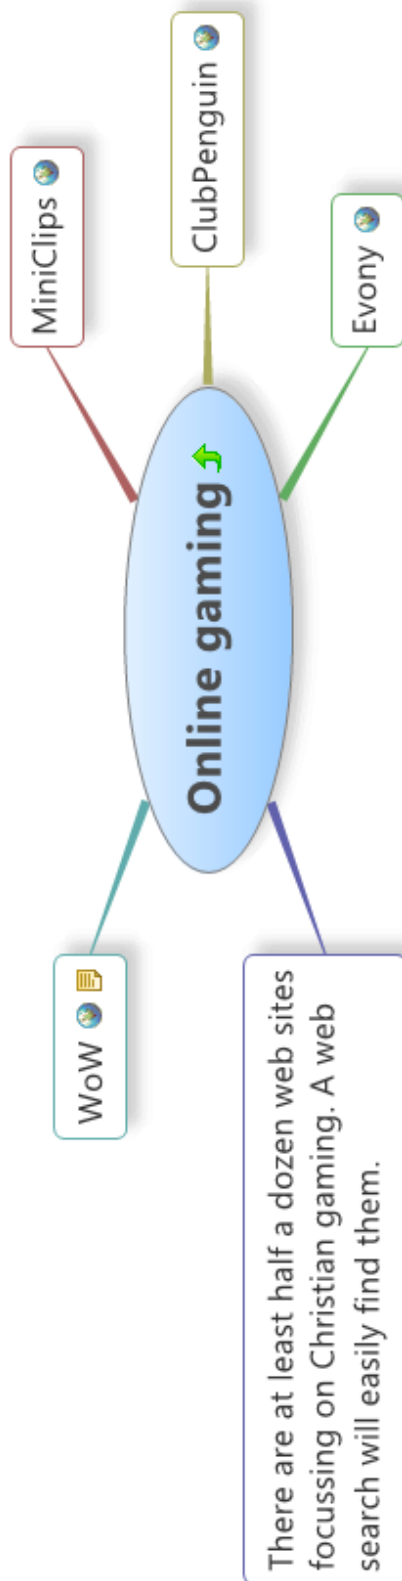 Online gaming
MiniClips
ClubPenguin
Evony
WoW
There are at least half a dozen web sites
focussing on Christian gaming. A web
search will easily find them.